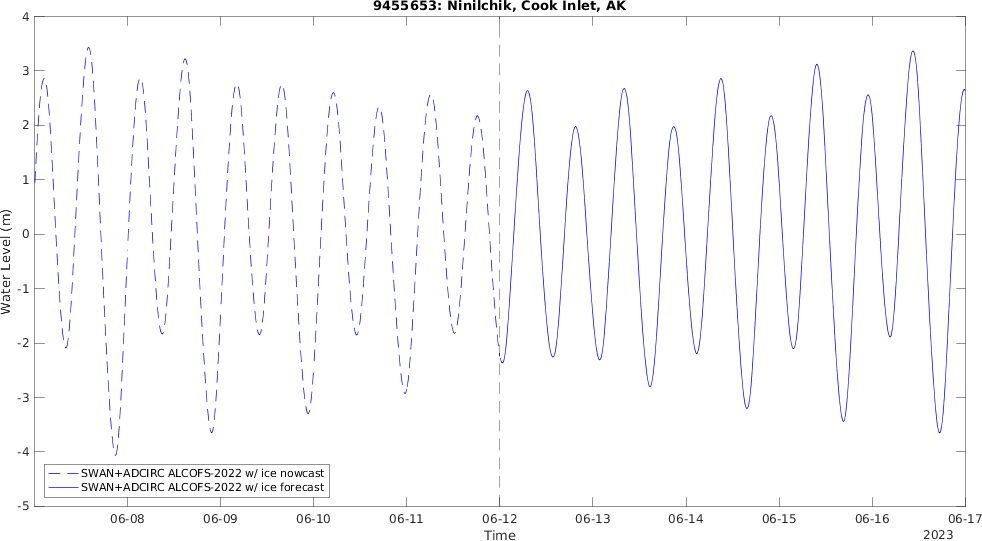 9455653: Ninilchik, Cook Inlet, AK
4
3
2
1
0
-1
-2
-3
-4
-5
Water Level (m)
SWAN+ADCIRC ALCOFS-2022 w/ ice nowcast
SWAN+ADCIRC ALCOFS-2022 w/ ice forecast
06-08 06-09 06-10 06-11 06-12 06-13 06-14 06-15 06-16 06-17
Time
2023